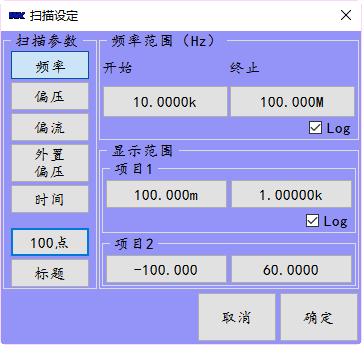 扫描设定
扫描参数
频率
偏压
偏流
外置
偏压
时间
100点
标题
频率范围（Hz）
开始 终止
10.0000k 100.000M
Log
显示范围
项目1
100.000m 1.00000k
Log
项目2
-100.000 60.0000
取消 确定